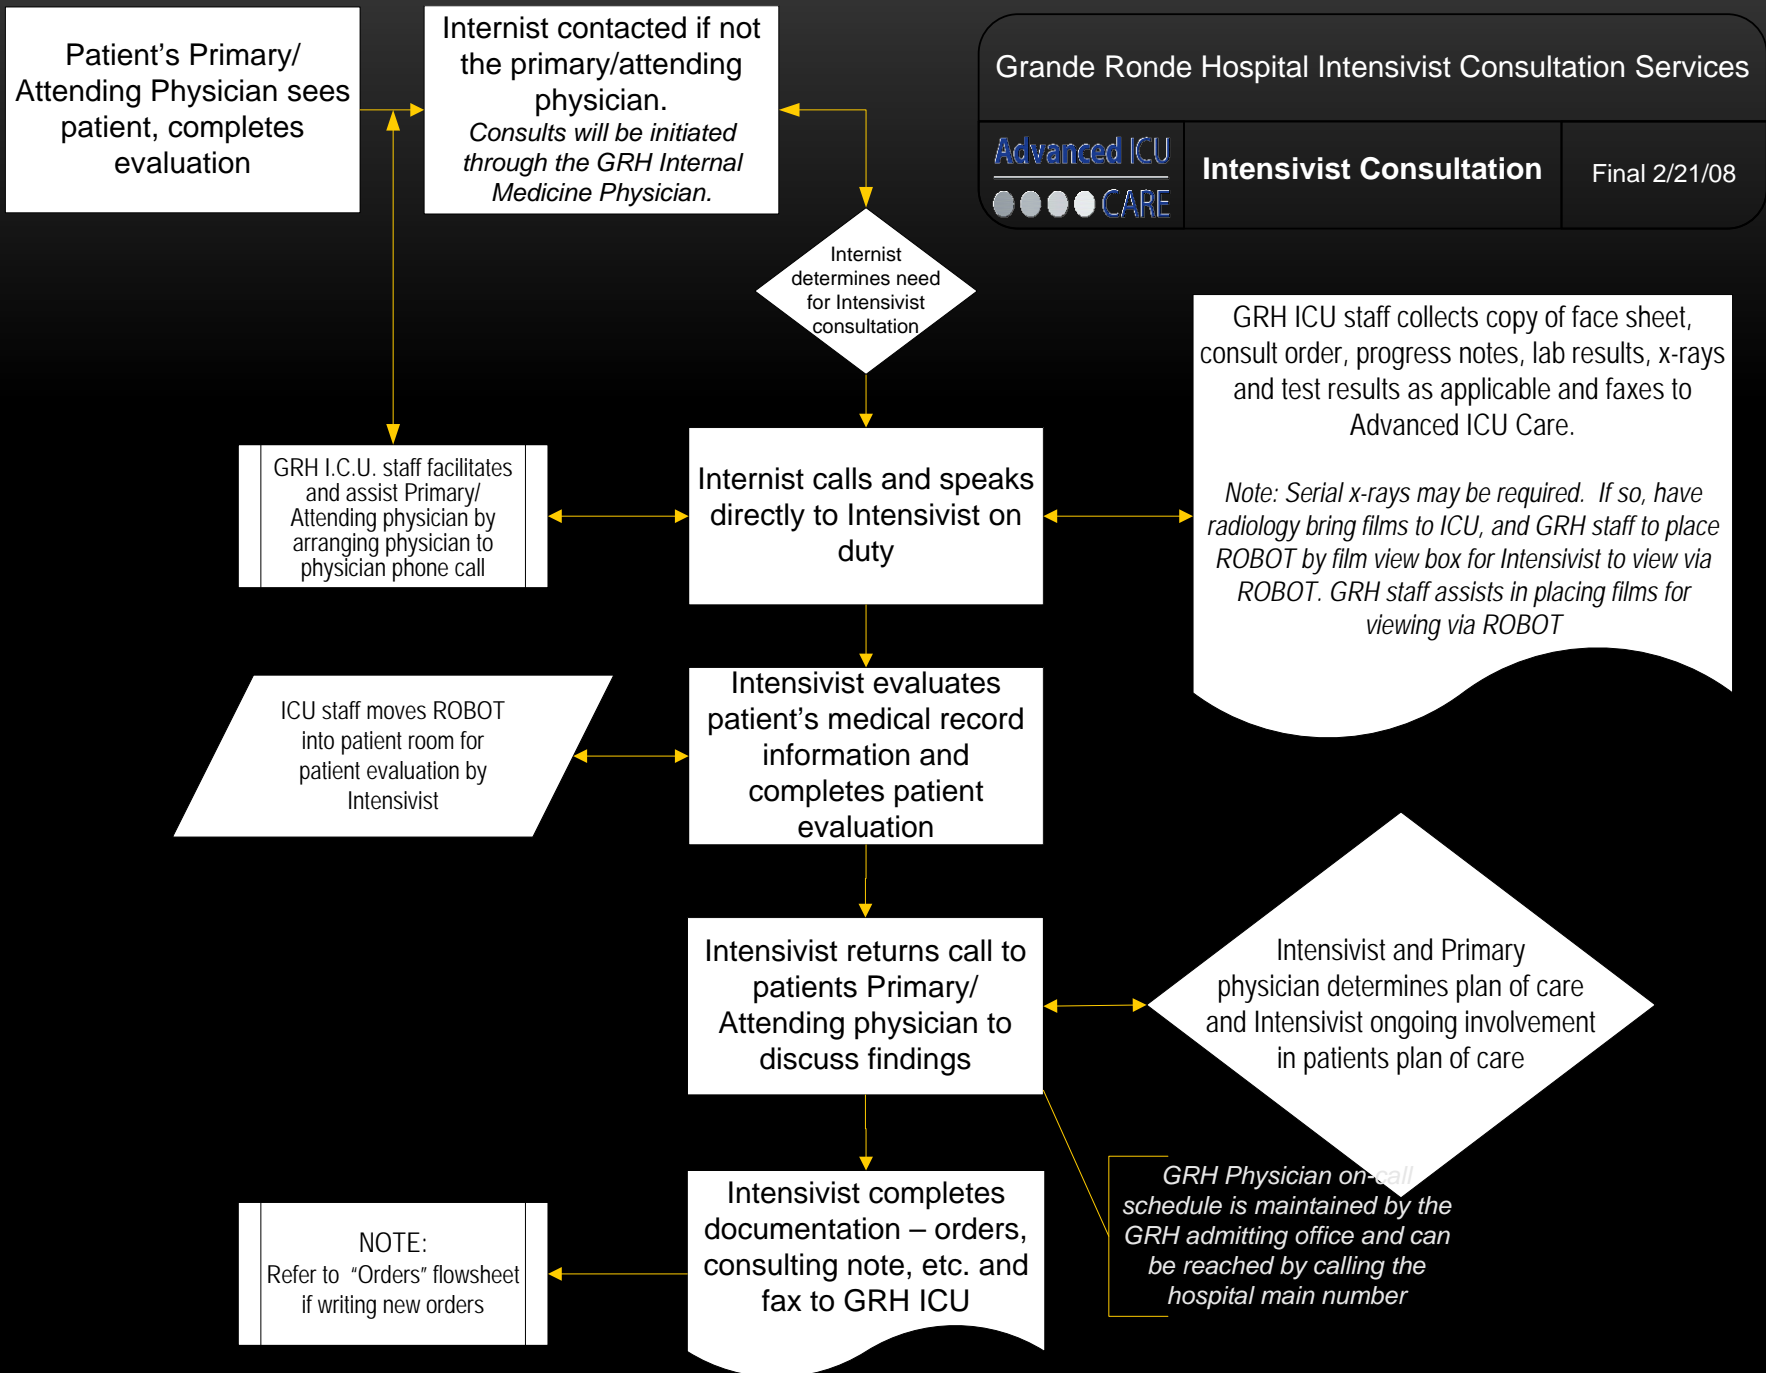 Patient's Primary/
Attending Physician sees
patient, completes
evaluation
Internist contacted if not
the primary/attending
physician.
Consults will be initiated
through the GRH Internal
Medicine Physician.
Grande Ronde Hospital Intensivist Consultation Services
Advanced ICU
CARE
Intensivist Consultation
Final 2/21/08
Internist
determines need
for Intensivist
consultation
GRH ICU staff collects copy of face sheet,
consult order, progress notes, lab results, x-rays
and test results as applicable and faxes to
Advanced ICU Care.
Note: Serial x-rays may be required.  If so, have
radiology bring films to ICU, and GRH staff to place
ROBOT by film view box for Intensivist to view via
ROBOT. GRH staff assists in placing films for
viewing via ROBOT
GRH I.C.U. staff facilitates
and assist Primary/
Attending physician by
arranging physician to
physician phone call
Internist calls and speaks
directly to Intensivist on
duty
ICU staff moves ROBOT
into patient room for
patient evaluation by
Intensivist
Intensivist evaluates
patient's medical record
information and
completes patient
evaluation
Intensivist returns call to
patients Primary/
Attending physician to
discuss findings
Intensivist and Primary
physician determines plan of care
and Intensivist ongoing involvement
in patients plan of care
GRH Physician on-call
schedule is maintained by the
GRH admitting office and can
be reached by calling the
hospital main number
Intensivist completes
documentation – orders,
consulting note, etc. and
fax to GRH ICU
NOTE:
Refer to  "Orders" flowsheet
if writing new orders